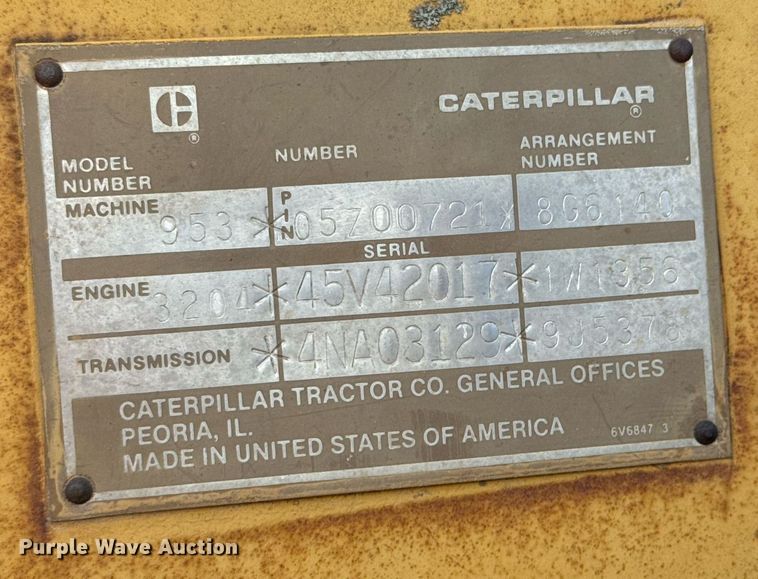 C
®
CATERPILLAR
®
MODEL NUMBER
NUMBER
ARRANGEMENT NUMBER
MACHINE 953 * PIN 05Z00721 * 8G6140
SERIAL
ENGINE 3204 * 45V42017 * 1W1356
TRANSMISSION * 4NA03129 * 9J5378
CATERPILLAR TRACTOR CO. GENERAL OFFICES
PEORIA, IL.
MADE IN UNITED STATES OF AMERICA
6V6847 3
Purple Wave Auction